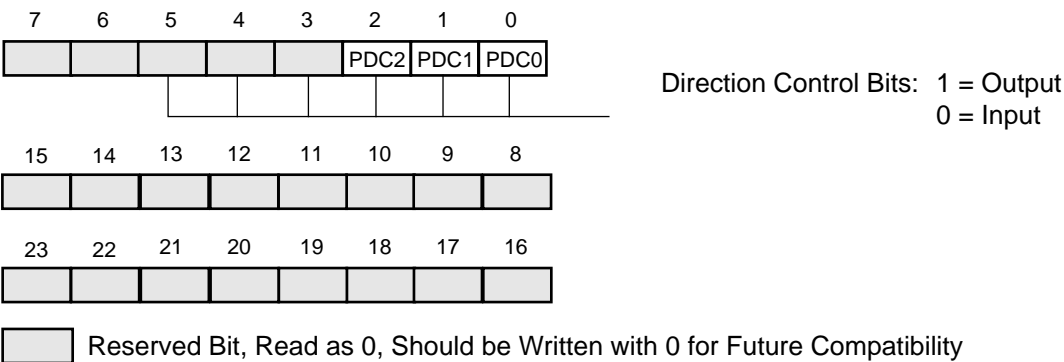 7 6 5 4 3 2 1 0
PDC2 PDC1 PDC0
Direction Control Bits: 1 = Output
0 = Input
15 14 13 12 11 10 9 8
23 22 21 20 19 18 17 16
Reserved Bit, Read as 0, Should be Written with 0 for Future Compatibility